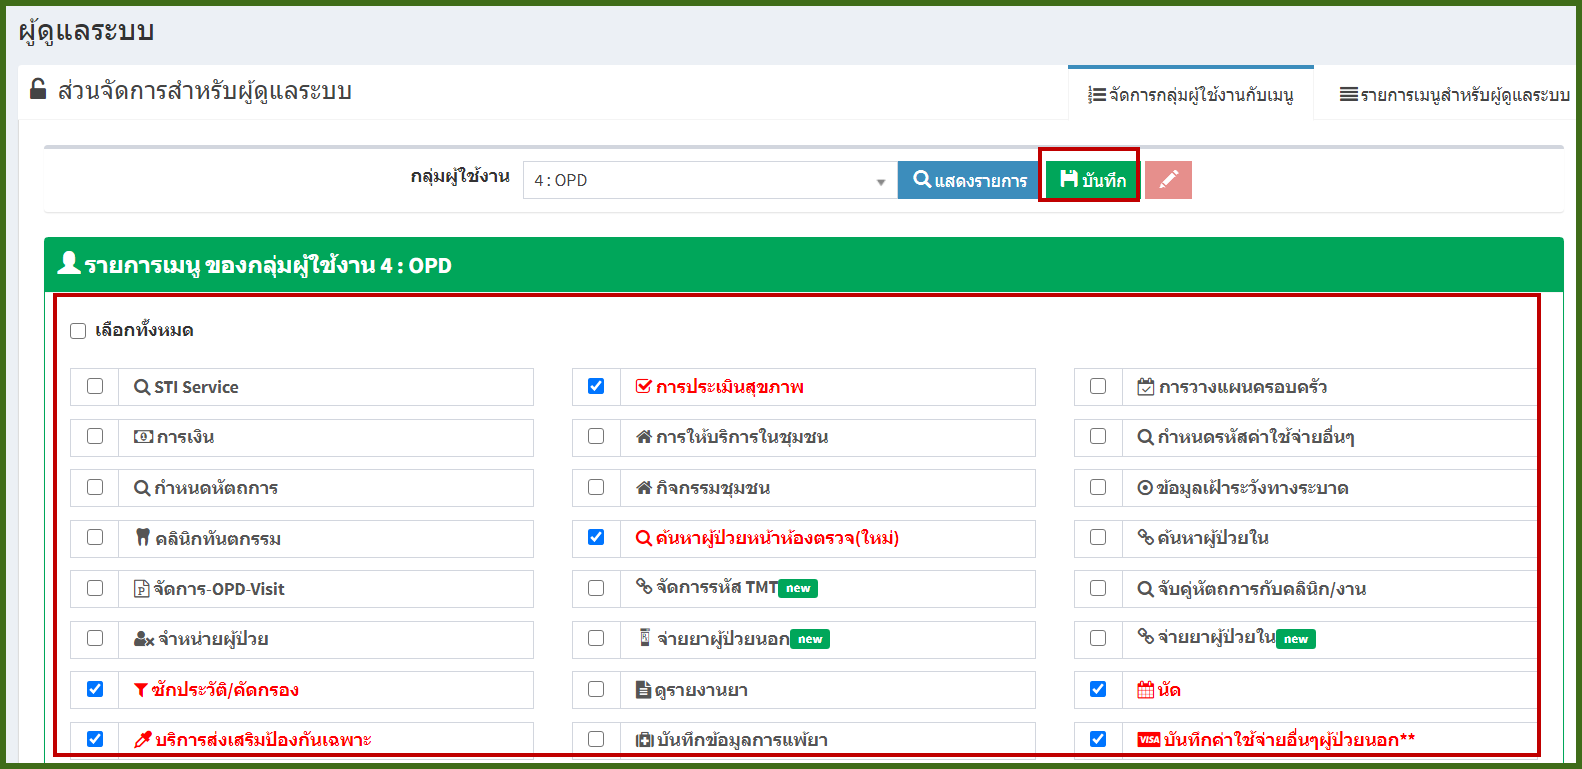 ผู้ดูแลระบบ
ส่วนจัดการสำหรับผู้ดูแลระบบ
จัดการกลุ่มผู้ใช้งานกับเมนู
รายการเมนูสำหรับผู้ดูแลระบบ
กลุ่มผู้ใช้งาน 4 : OPD แสดงรายการ บันทึก
รายการเมนู ของกลุ่มผู้ใช้งาน 4 : OPD
เลือกทั้งหมด
STI Service การประเมินสุขภาพ การวางแผนครอบครัว
การเงิน การให้บริการในชุมชน กำหนดรหัสค่าใช้จ่ายอื่นๆ
กำหนดหัตถการ กิจกรรมชุมชน ข้อมูลเฝ้าระวังทางระบาด
คลินิกทันตกรรม ค้นหาผู้ป่วยหน้าห้องตรวจ(ใหม่) ค้นหาผู้ป่วยใน
จัดการ-OPD-Visit จัดการรหัส TMT new จับคู่หัตถการกับคลินิก/งาน
จำหน่ายผู้ป่วย จ่ายยาผู้ป่วยนอก new จ่ายยาผู้ป่วยใน new
ซักประวัติ/คัดกรอง ดูรายงานยา นัด
บริการส่งเสริมป้องกันเฉพาะ บันทึกข้อมูลการแพ้ยา VISA บันทึกค่าใช้จ่ายอื่นๆผู้ป่วยนอก**